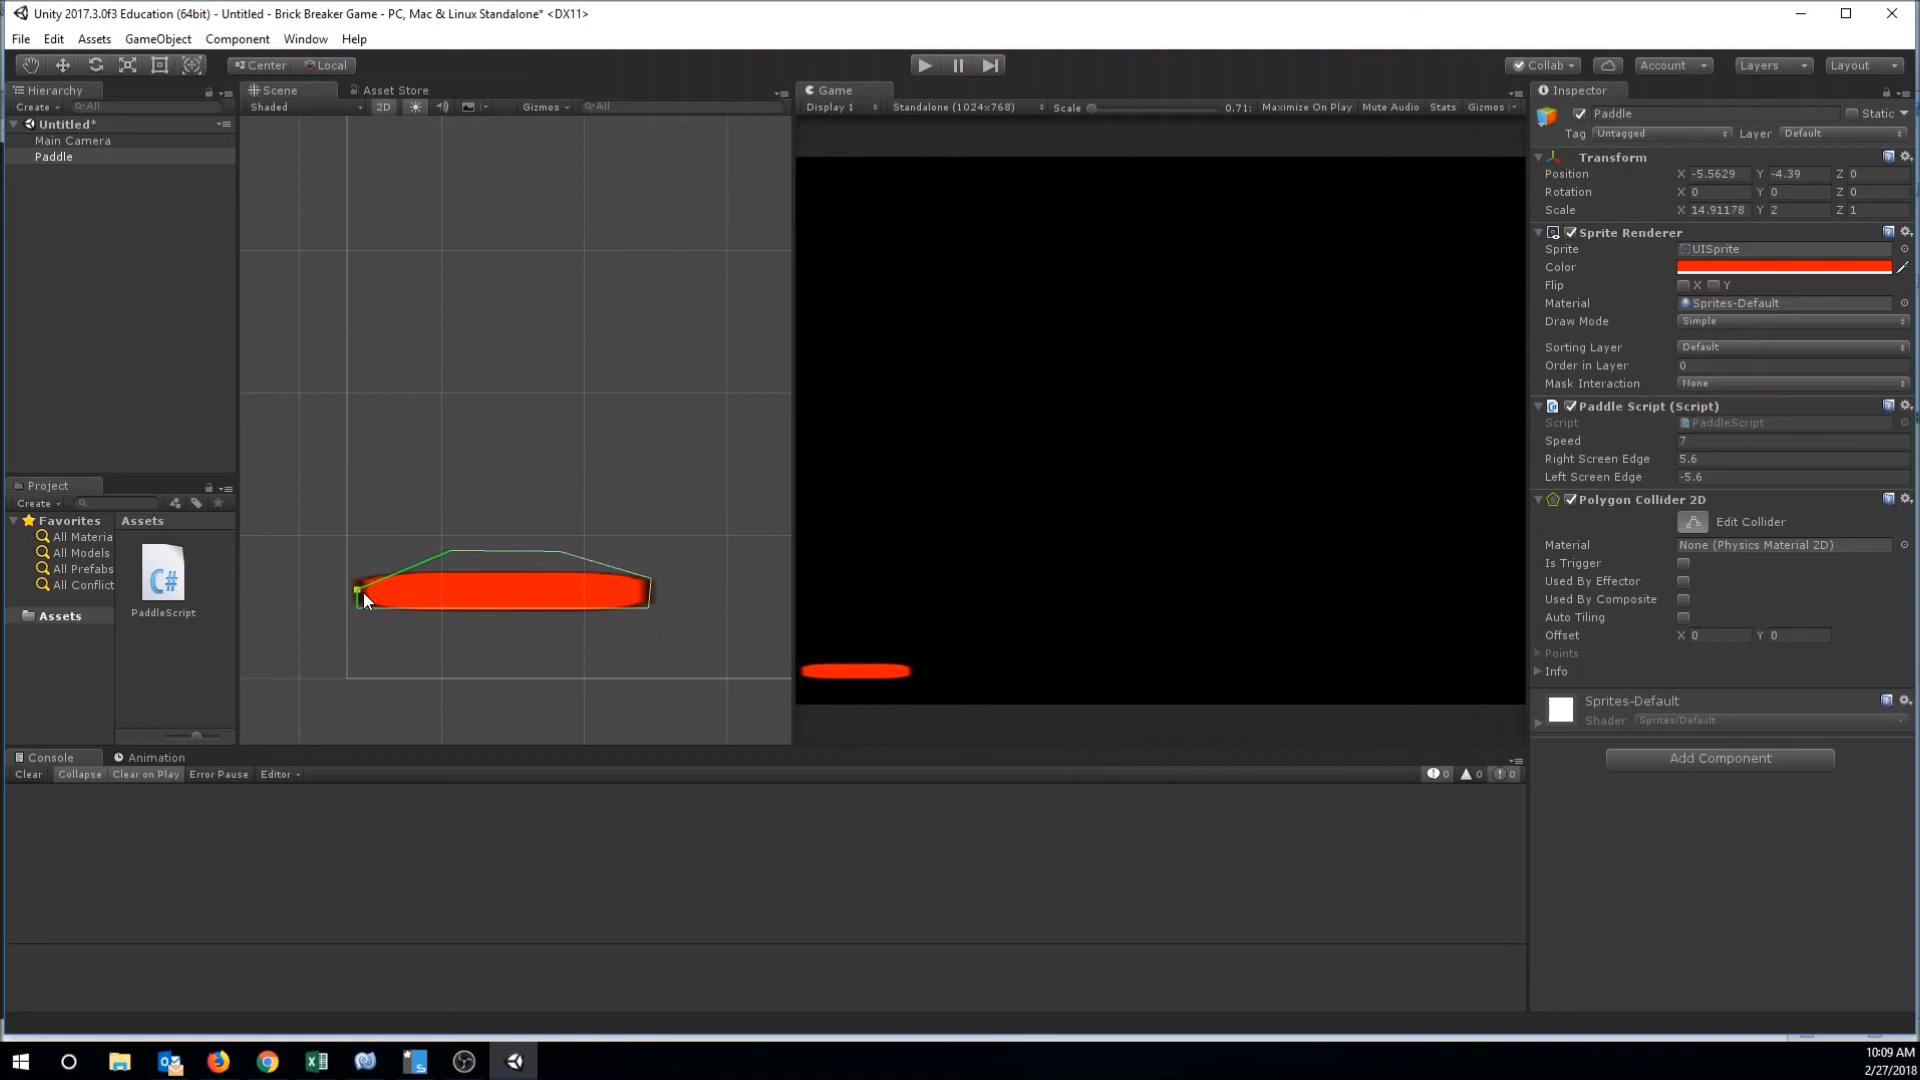 Unity 2017.3.0f3 Education (64bit) - Untitled - Brick Breaker Game - PC, Mac & Linux Standalone* <DX11>
File Edit Assets GameObject Component Window Help
Center Local
Collab Account Layers Layout
Hierarchy
Create All
Untitled*
Main Camera
Paddle
Scene Asset Store
Shaded 2D Gizmos All
Game
Display 1 Standalone (1024x768) Scale 0.71: Maximize On Play Mute Audio Stats Gizmos
Inspector
Paddle Static
Tag Untagged Layer Default
Transform
Position X -5.5629 Y -4.39 Z 0
Rotation X 0 Y 0 Z 0
Scale X 14.91178 Y 2 Z 1
Sprite Renderer
Sprite UISprite
Color
Flip X Y
Material Sprites-Default
Draw Mode Simple
Sorting Layer Default
Order in Layer 0
Mask Interaction None
Paddle Script (Script)
Script PaddleScript
Speed 7
Right Screen Edge 5.6
Left Screen Edge -5.6
Polygon Collider 2D
Edit Collider
Material None (Physics Material 2D)
Is Trigger
Used By Effector
Used By Composite
Auto Tiling
Offset X 0 Y 0
Points
Info
Sprites-Default
Shader Sprites/Default
Add Component
Project
Create
Favorites
All Materia
All Models
All Prefabs
All Conflict
Assets
Assets
C#
PaddleScript
Console Animation
Clear Collapse Clear on Play Error Pause Editor
0 0 0
10:09 AM
2/27/2018